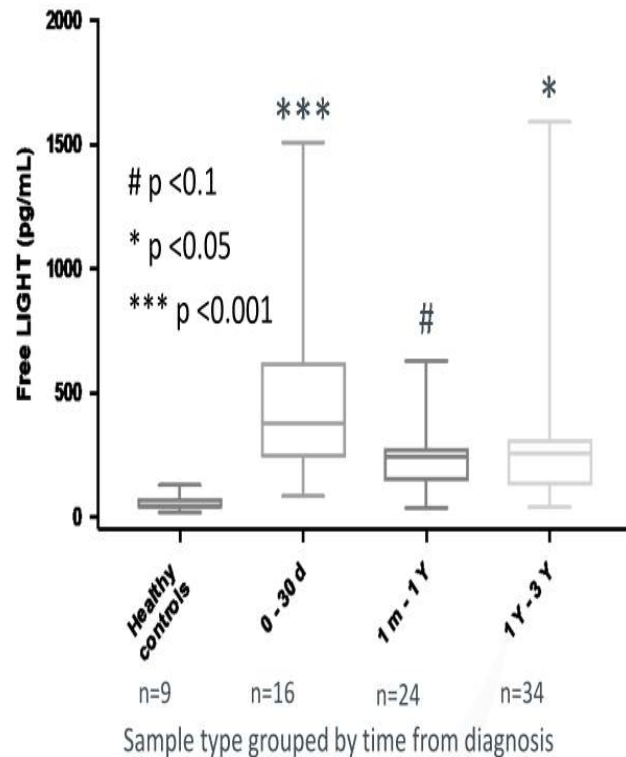 Free LIGHT (pg/mL)
2000
1500
1000
500
0
***
*
#
# p <0.1
* p <0.05
*** p <0.001
Healthy
controls
0 - 30 d
1 m - 1 Y
1 Y - 3 Y
n=9
n=16
n=24
n=34
Sample type grouped by time from diagnosis